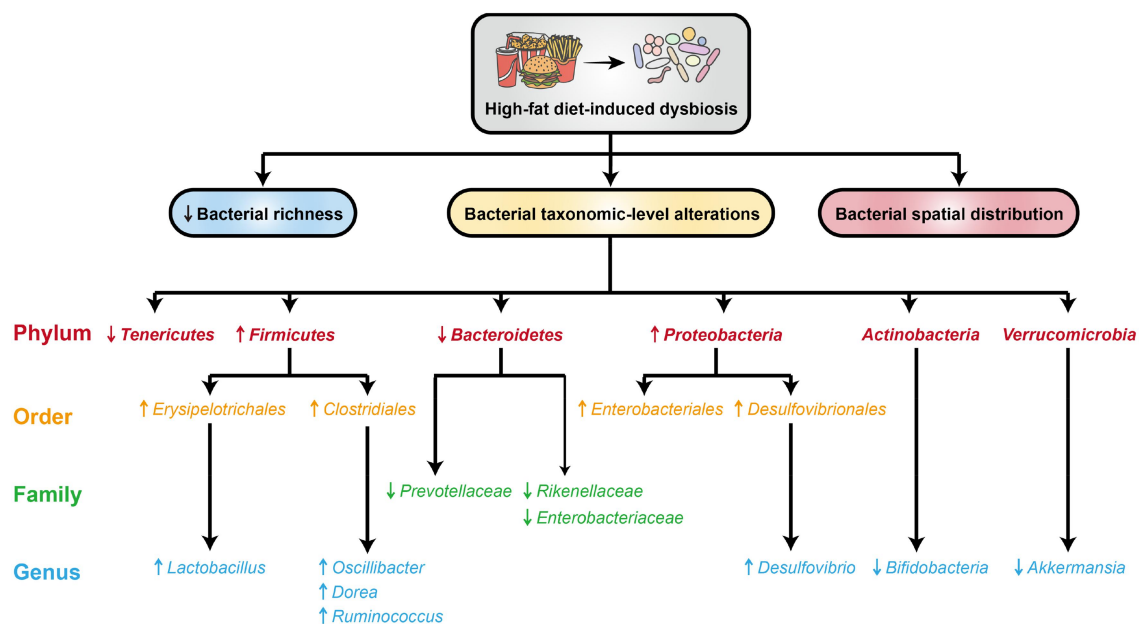 High-fat diet-induced dysbiosis
↓ Bacterial richness
Bacterial taxonomic-level alterations
Bacterial spatial distribution
Phylum
↓ Tenericutes
↑ Firmicutes
↓ Bacteroidetes
↑ Proteobacteria
Actinobacteria
Verrucomicrobia
Order
↑ Erysipelotrichales
↑ Clostridiales
↑ Enterobacteriales
↑ Desulfovibrionales
Family
↓ Prevotellaceae
↓ Rikenellaceae
↓ Enterobacteriaceae
Genus
↑ Lactobacillus
↑ Oscillibacter
↑ Dorea
↑ Ruminococcus
↑ Desulfovibrio
↓ Bifidobacteria
↓ Akkermansia